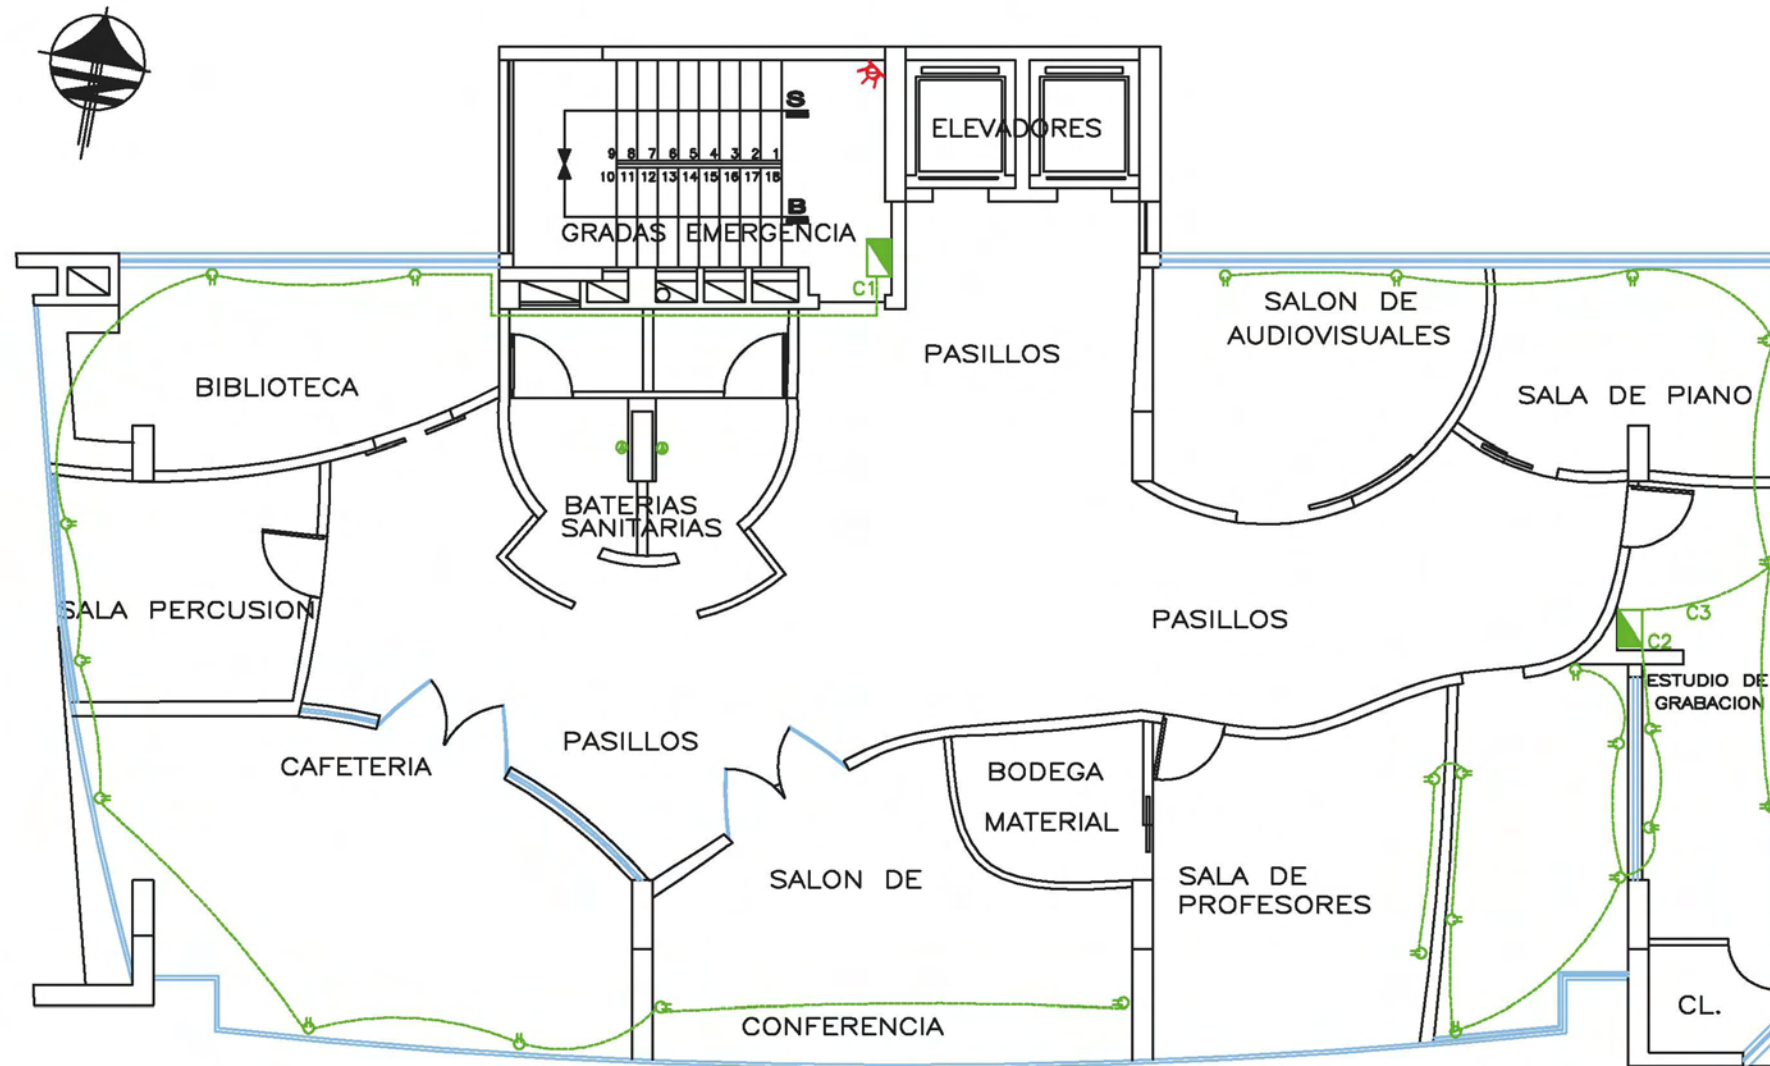 S
ELEVADORES
9 8 7 6 5 4 3 2 1
10 11 12 13 14 15 16 17 18
B
GRADAS EMERGENCIA
C1
SALON DE
AUDIOVISUALES
PASILLOS
BIBLIOTECA
SALA DE PIANO
BATERIAS
SANITARIAS
SALA PERCUSION
PASILLOS
C3
C2
ESTUDIO DE
GRABACION
PASILLOS
CAFETERIA
BODEGA
MATERIAL
SALON DE
CONFERENCIA
SALA DE
PROFESORES
CL.